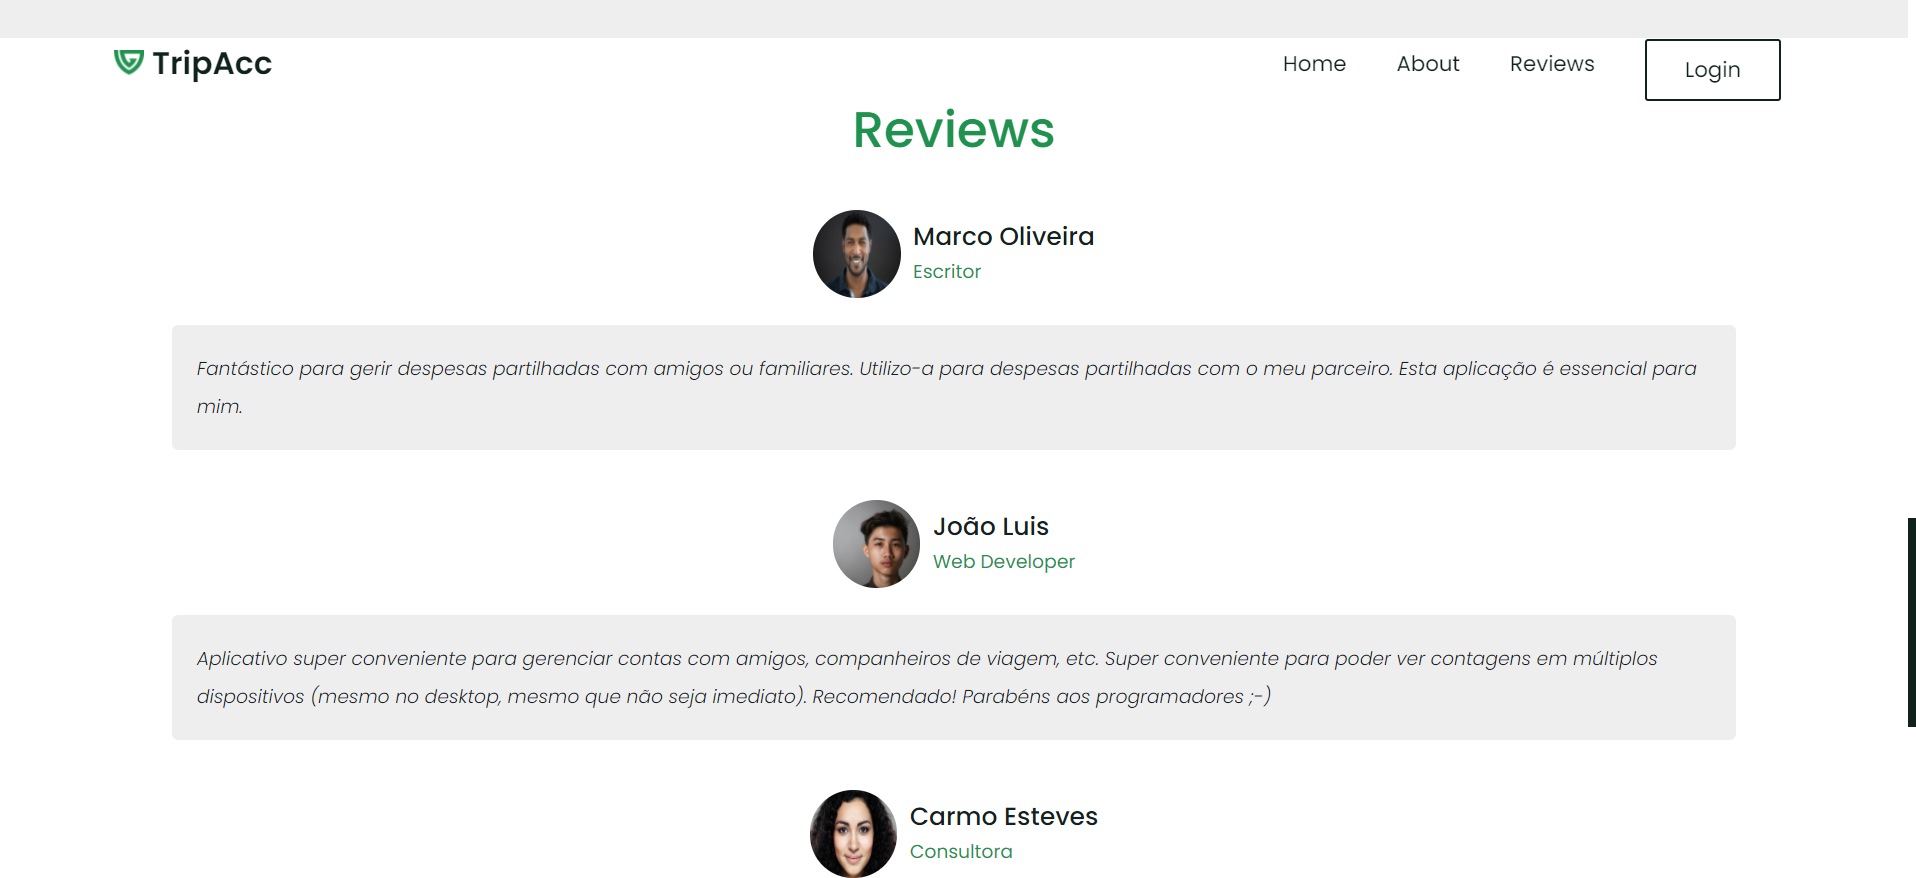 TripAcc
Home About Reviews Login
Reviews
Marco Oliveira
Escritor
Fantástico para gerir despesas partilhadas com amigos ou familiares. Utilizo-a para despesas partilhadas com o meu parceiro. Esta aplicação é essencial para
mim.
João Luis
Web Developer
Aplicativo super conveniente para gerenciar contas com amigos, companheiros de viagem, etc. Super conveniente para poder ver contagens em múltiplos
dispositivos (mesmo no desktop, mesmo que não seja imediato). Recomendado! Parabéns aos programadores ;-)
Carmo Esteves
Consultora